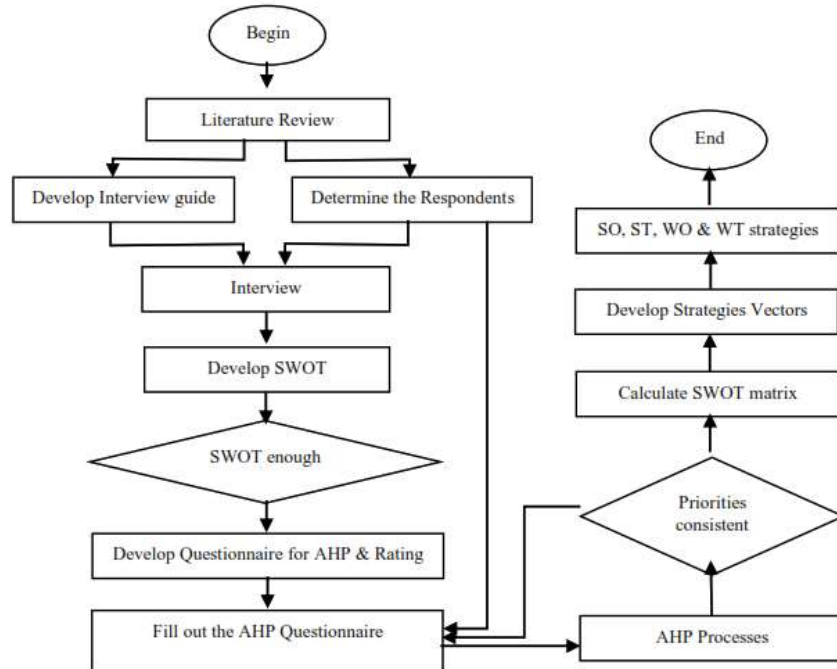 Begin
Literature Review
Develop Interview guide
Determine the Respondents
Interview
Develop SWOT
SWOT enough
Develop Questionnaire for AHP & Rating
Fill out the AHP Questionnaire
AHP Processes
Priorities
consistent
Calculate SWOT matrix
Develop Strategies Vectors
SO, ST, WO & WT strategies
End